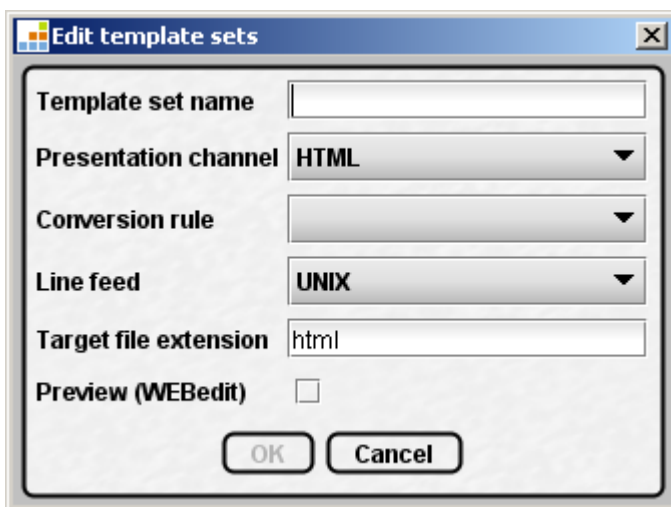 Edit template sets
Template set name
Presentation channel HTML
Conversion rule
Line feed UNIX
Target file extension html
Preview (WEBedit)
OK Cancel